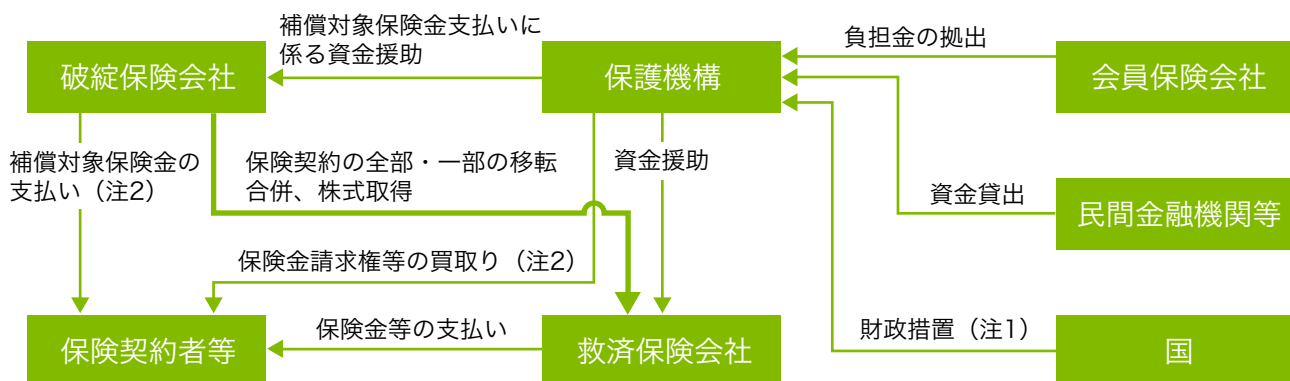 補償対象保険金支払いに
係る資金援助
負担金の拠出
破綻保険会社
保護機構
会員保険会社
補償対象保険金の
支払い（注2）
保険契約の全部・一部の移転
合併、株式取得
資金援助
資金貸出
民間金融機関等
保険金請求権等の買取り（注2）
保険金等の支払い
財政措置（注1）
保険契約者等
救済保険会社
国